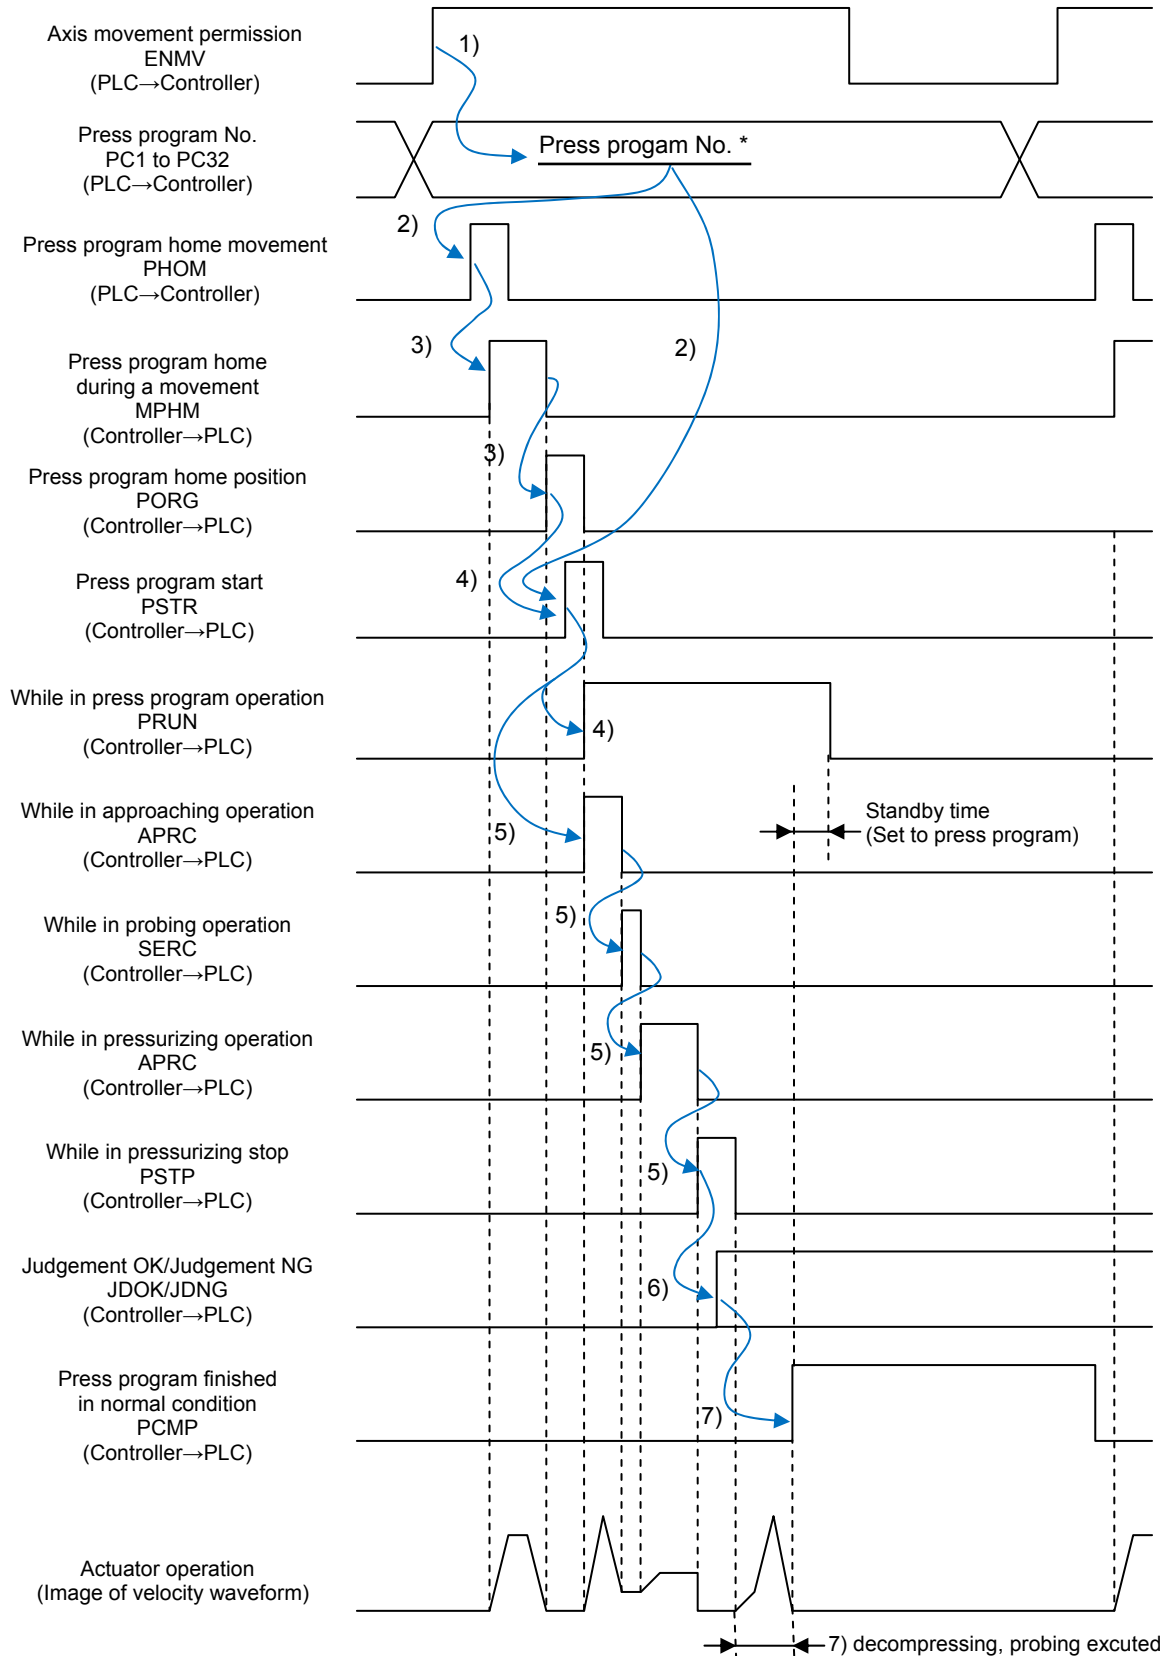 Axis movement permission
ENMV
(PLC→Controller)
1)
Press program No.
PC1 to PC32
(PLC→Controller)
Press progam No. *
Press program home movement
PHOM
(PLC→Controller)
2)
Press program home
during a movement
MPHM
(Controller→PLC)
3)
2)
Press program home position
PORG
(Controller→PLC)
3)
Press program start
PSTR
(Controller→PLC)
4)
While in press program operation
PRUN
(Controller→PLC)
4)
While in approaching operation
APRC
(Controller→PLC)
5)
Standby time
(Set to press program)
While in probing operation
SERC
(Controller→PLC)
5)
While in pressurizing operation
APRC
(Controller→PLC)
5)
While in pressurizing stop
PSTP
(Controller→PLC)
5)
Judgement OK/Judgement NG
JDOK/JDNG
(Controller→PLC)
6)
Press program finished
in normal condition
PCMP
(Controller→PLC)
7)
Actuator operation
(Image of velocity waveform)
7) decompressing, probing excuted